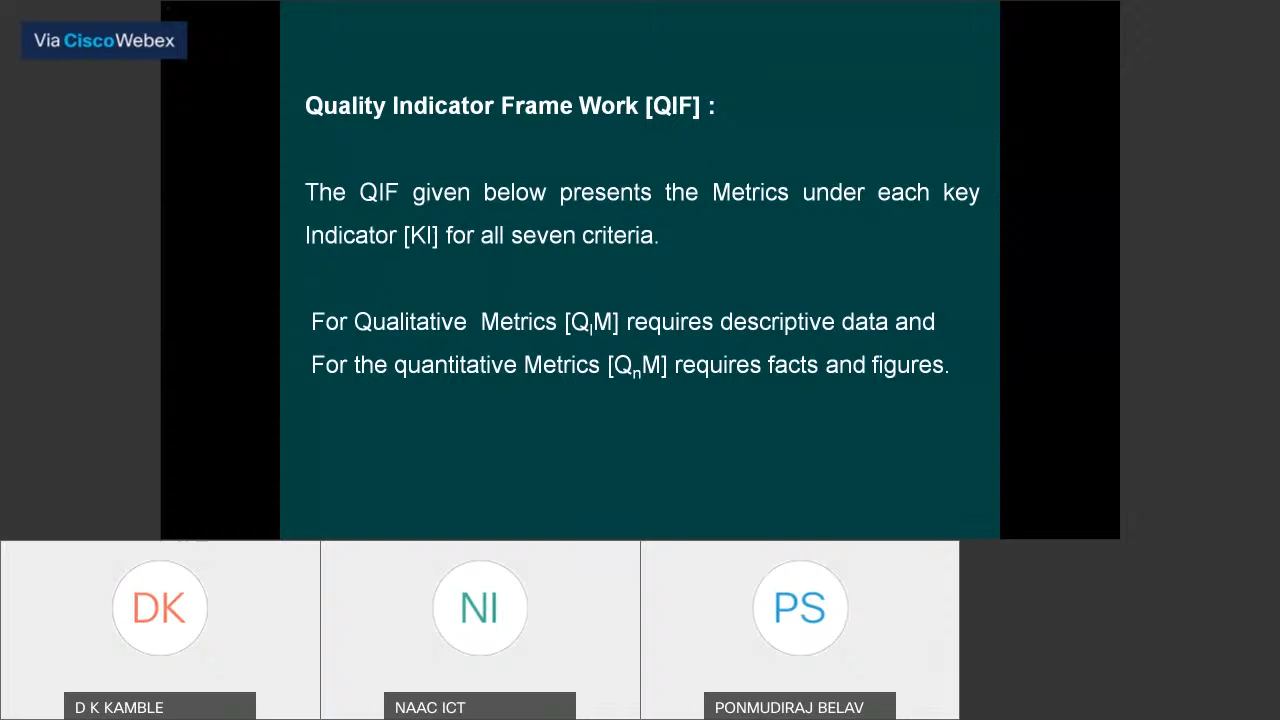 Via CiscoWebex
Quality Indicator Frame Work [QIF] :
The QIF given below presents the Metrics under each key
Indicator [KI] for all seven criteria.
For Qualitative Metrics [QlM] requires descriptive data and
For the quantitative Metrics [QnM] requires facts and figures.
DK
NI
PS
D K KAMBLE
NAAC ICT
PONMUDIRAJ BELAV